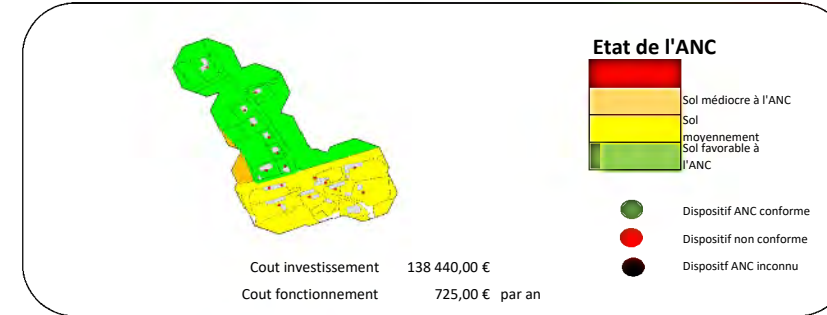 Etat de l'ANC
Sol médiocre à l'ANC
Sol
moyennement
Sol favorable à
l'ANC
Dispositif ANC conforme
Dispositif non conforme
Dispositf ANC inconnu
Cout investissement 138 440,00 €
Cout fonctionnement 725,00 € par an